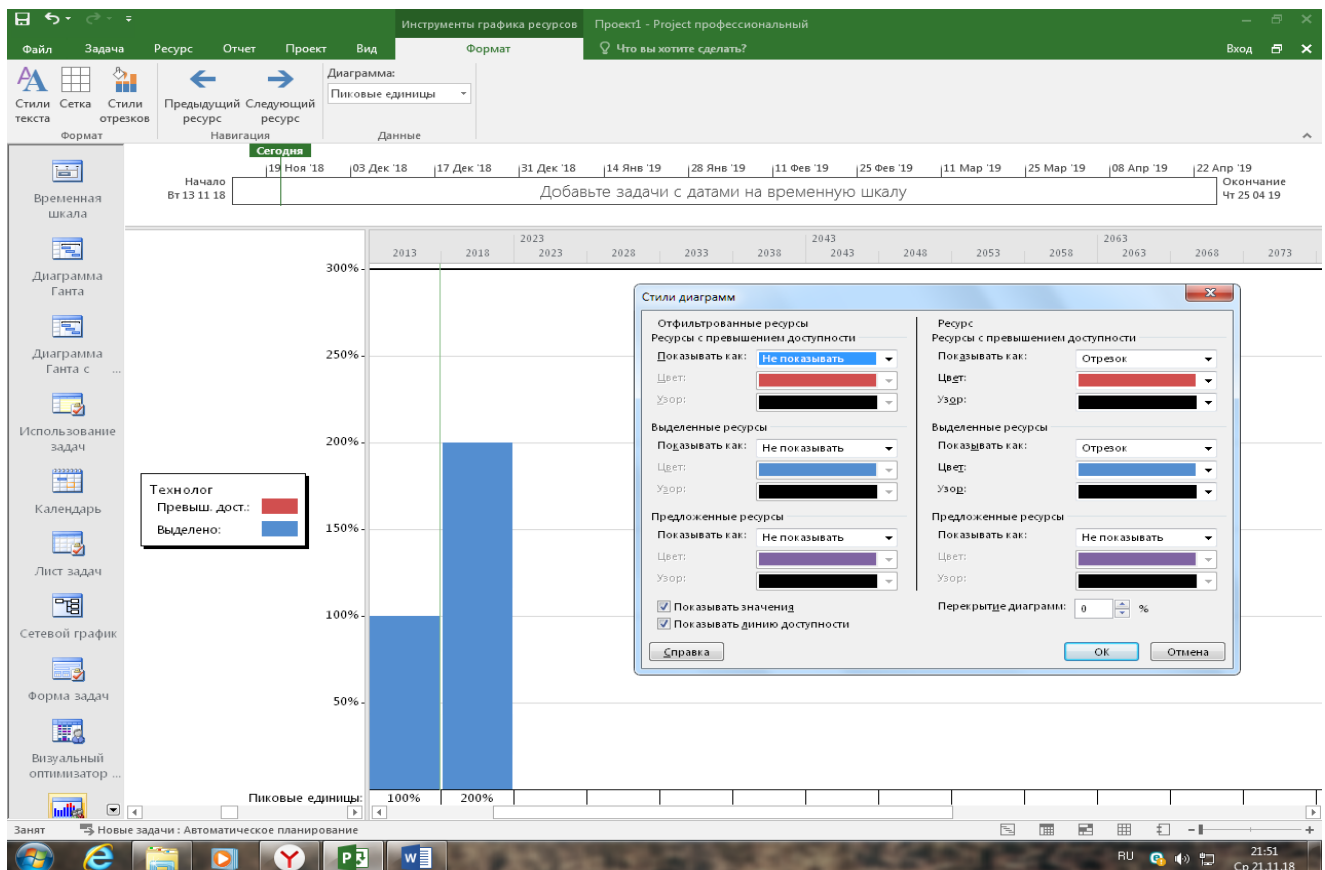 Инструменты графика ресурсов
Проект1 - Project профессиональный
Файл Задача Ресурс Отчет Проект Вид Формат Что вы хотите сделать? Вход
Диаграмма:
Пиковые единицы
Стили текста
Сетка
Стили отрезков
Предыдущий ресурс
Следующий ресурс
Формат Навигация Данные
Сегодня
19 Ноя '18 03 Дек '18 17 Дек '18 31 Дек '18 14 Янв '19 28 Янв '19 11 Фев '19 25 Фев '19 11 Мар '19 25 Мар '19 08 Апр '19 22 Апр '19
Начало
Вт 13 11 18
Добавьте задачи с датами на временную шкалу
Окончание
Чт 25 04 19
Временная
шкала
Диаграмма
Ганта
Диаграмма
Ганта с ...
Использование
задач
Календарь
Лист задач
Сетевой график
Форма задач
Визуальный
оптимизатор ...
2023 2043 2063
2013 2018 2023 2028 2033 2038 2043 2048 2053 2058 2063 2068 2073
300%
250%
200%
150%
100%
50%
Технолог
Превыш. дост.:
Выделено:
Пиковые единицы: 100% 200%
Стили диаграмм
Отфильтрованные ресурсы
Ресурсы с превышением доступности
Показывать как: Не показывать
Цвет:
Узор:
Выделенные ресурсы
Показывать как: Не показывать
Цвет:
Узор:
Предложенные ресурсы
Показывать как: Не показывать
Цвет:
Узор:
Показывать значения
Показывать линию доступности
Ресурс
Ресурсы с превышением доступности
Показывать как: Отрезок
Цвет:
Узор:
Выделенные ресурсы
Показывать как: Отрезок
Цвет:
Узор:
Предложенные ресурсы
Показывать как: Не показывать
Цвет:
Узор:
Перекрытие диаграмм: 0 %
Справка ОК Отмена
Занят Новые задачи : Автоматическое планирование
RU
21:51
Ср 21.11.18